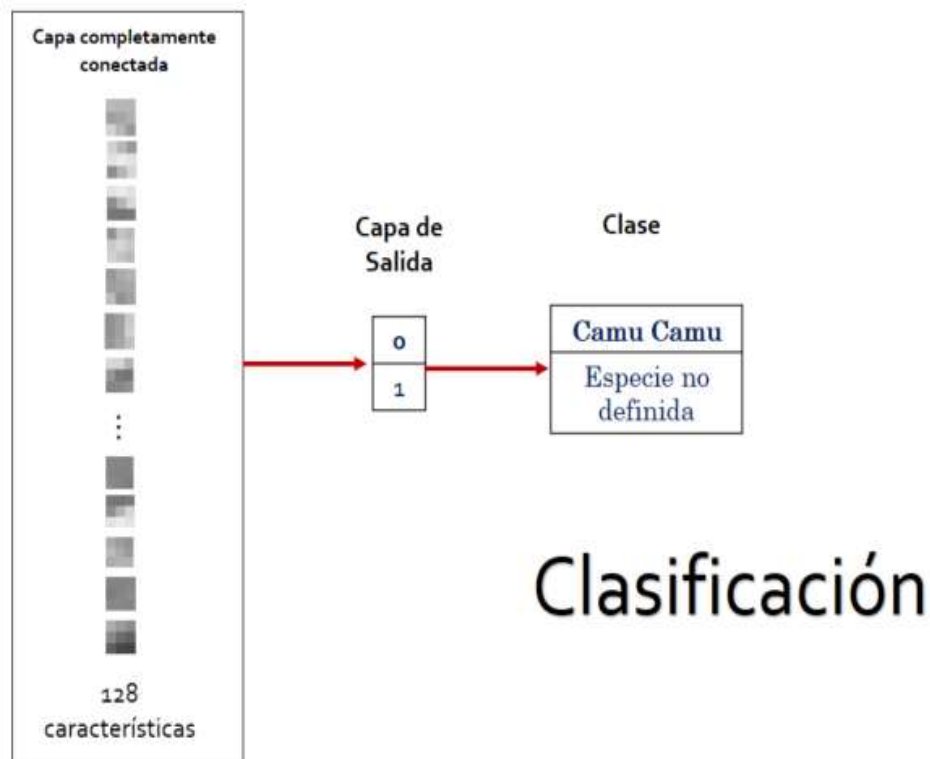 Capa completamente
conectada
⋮
128
características
Capa de
Salida
0
1
Clase
Camu Camu
Especie no
definida
Clasificación